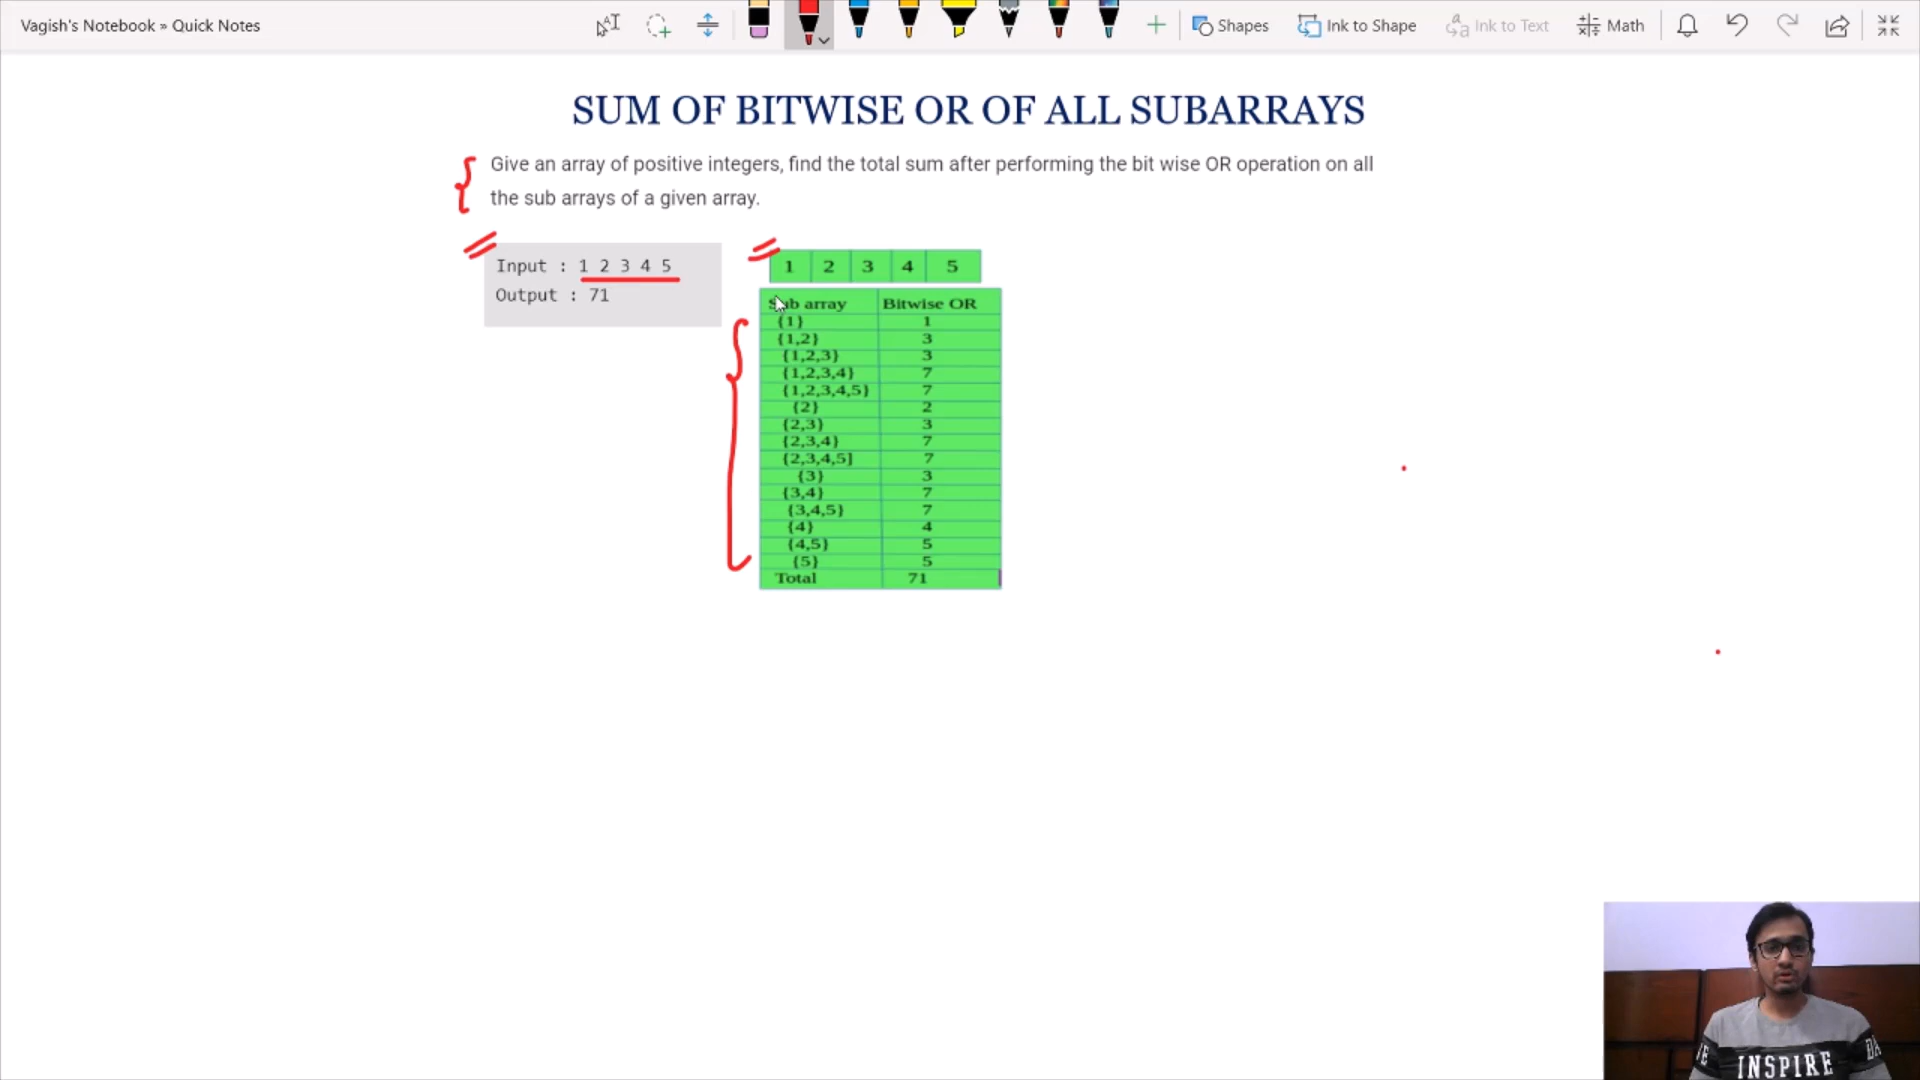 Vagish's Notebook » Quick Notes
Shapes
Ink to Shape
Ink to Text
Math
SUM OF BITWISE OR OF ALL SUBARRAYS
Give an array of positive integers, find the total sum after performing the bit wise OR operation on all
the sub arrays of a given array.
Input : 1 2 3 4 5
Output : 71
1 2 3 4 5
Sub array Bitwise OR
{1} 1
{1,2} 3
{1,2,3} 3
{1,2,3,4} 7
{1,2,3,4,5} 7
{2} 2
{2,3} 3
{2,3,4} 7
{2,3,4,5] 7
{3} 3
{3,4} 7
{3,4,5} 7
{4} 4
{4,5} 5
{5} 5
Total 71
INSPIRE